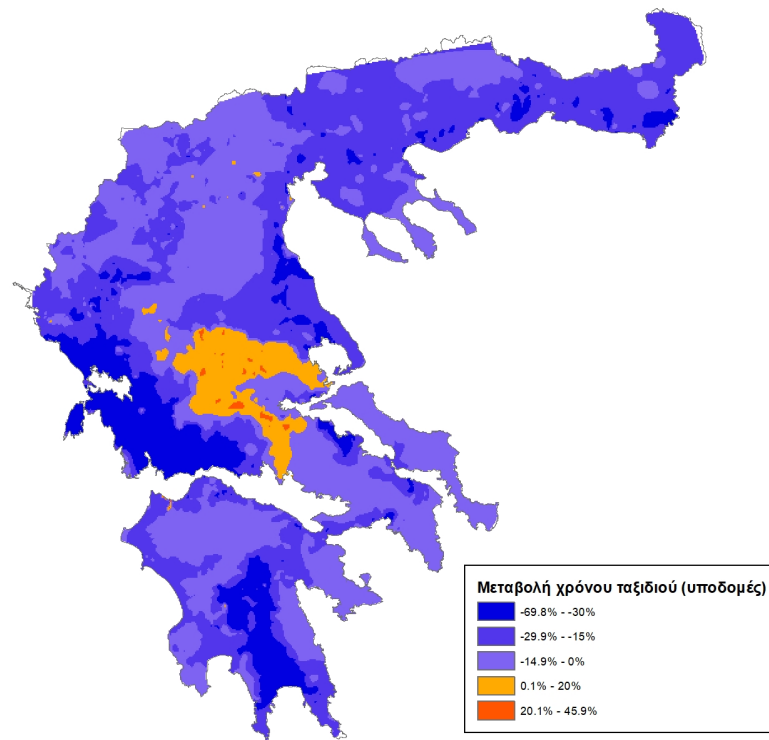 Μεταβολή χρόνου ταξιδιού (υποδομές)
-69.8% - -30%
-29.9% - -15%
-14.9% - 0%
0.1% - 20%
20.1% - 45.9%